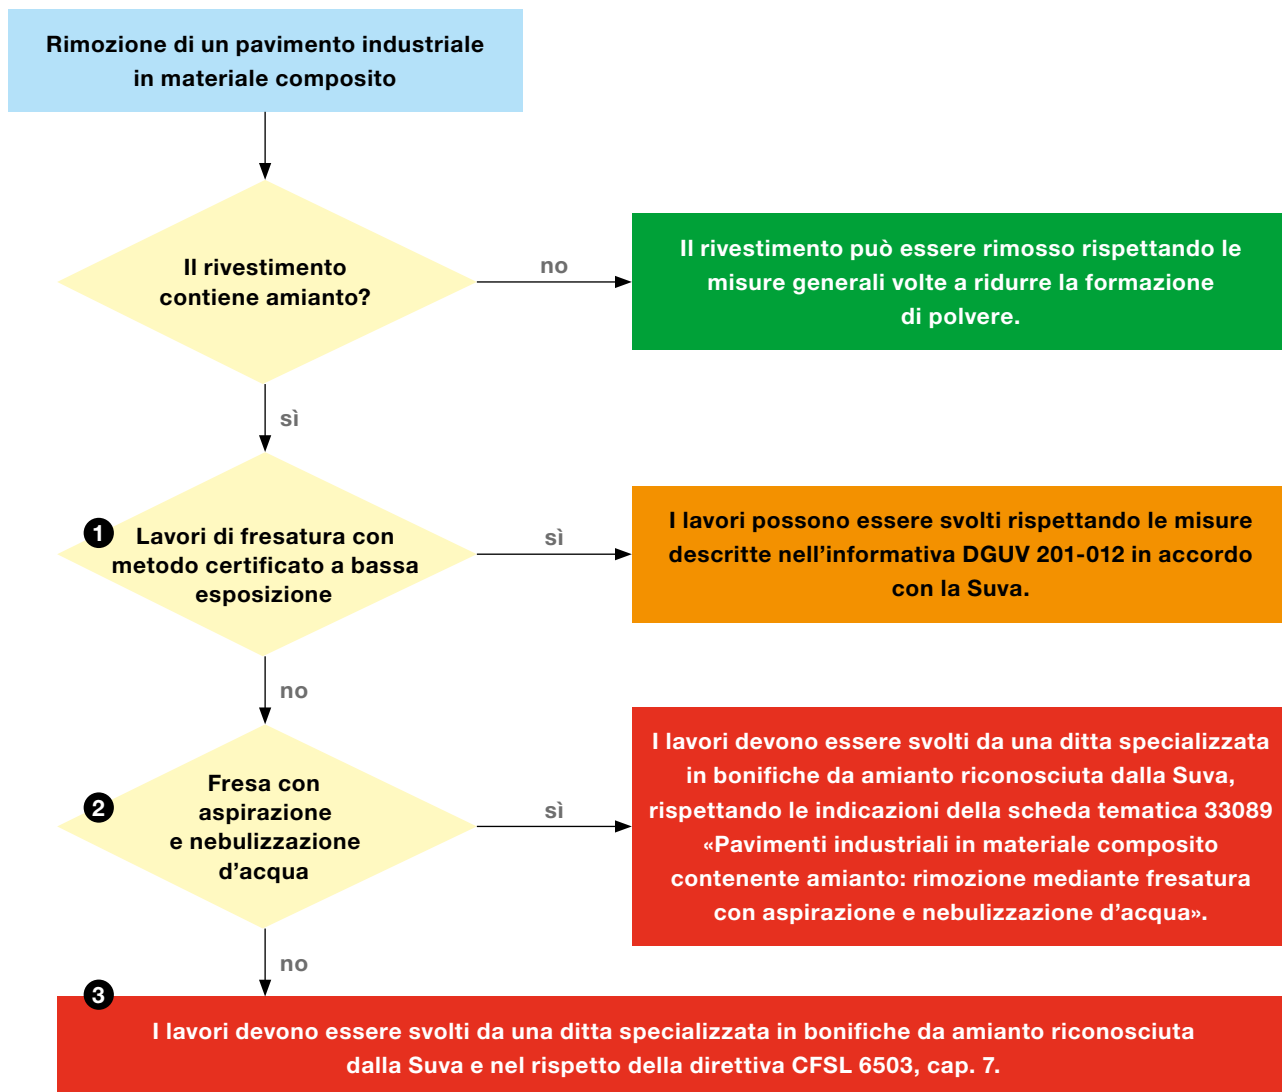 Rimozione di un pavimento industriale
in materiale composito
Il rivestimento
contiene amianto?
no
Il rivestimento può essere rimosso rispettando le
misure generali volte a ridurre la formazione
di polvere.
sì
1
Lavori di fresatura con
metodo certificato a bassa
esposizione
sì
I lavori possono essere svolti rispettando le misure
descritte nell’informativa DGUV 201-012 in accordo
con la Suva.
no
2
Fresa con
aspirazione
e nebulizzazione
d’acqua
sì
I lavori devono essere svolti da una ditta specializzata
in bonifiche da amianto riconosciuta dalla Suva,
rispettando le indicazioni della scheda tematica 33089
«Pavimenti industriali in materiale composito
contenente amianto: rimozione mediante fresatura
con aspirazione e nebulizzazione d’acqua».
no
3
I lavori devono essere svolti da una ditta specializzata in bonifiche da amianto riconosciuta
dalla Suva e nel rispetto della direttiva CFSL 6503, cap. 7.